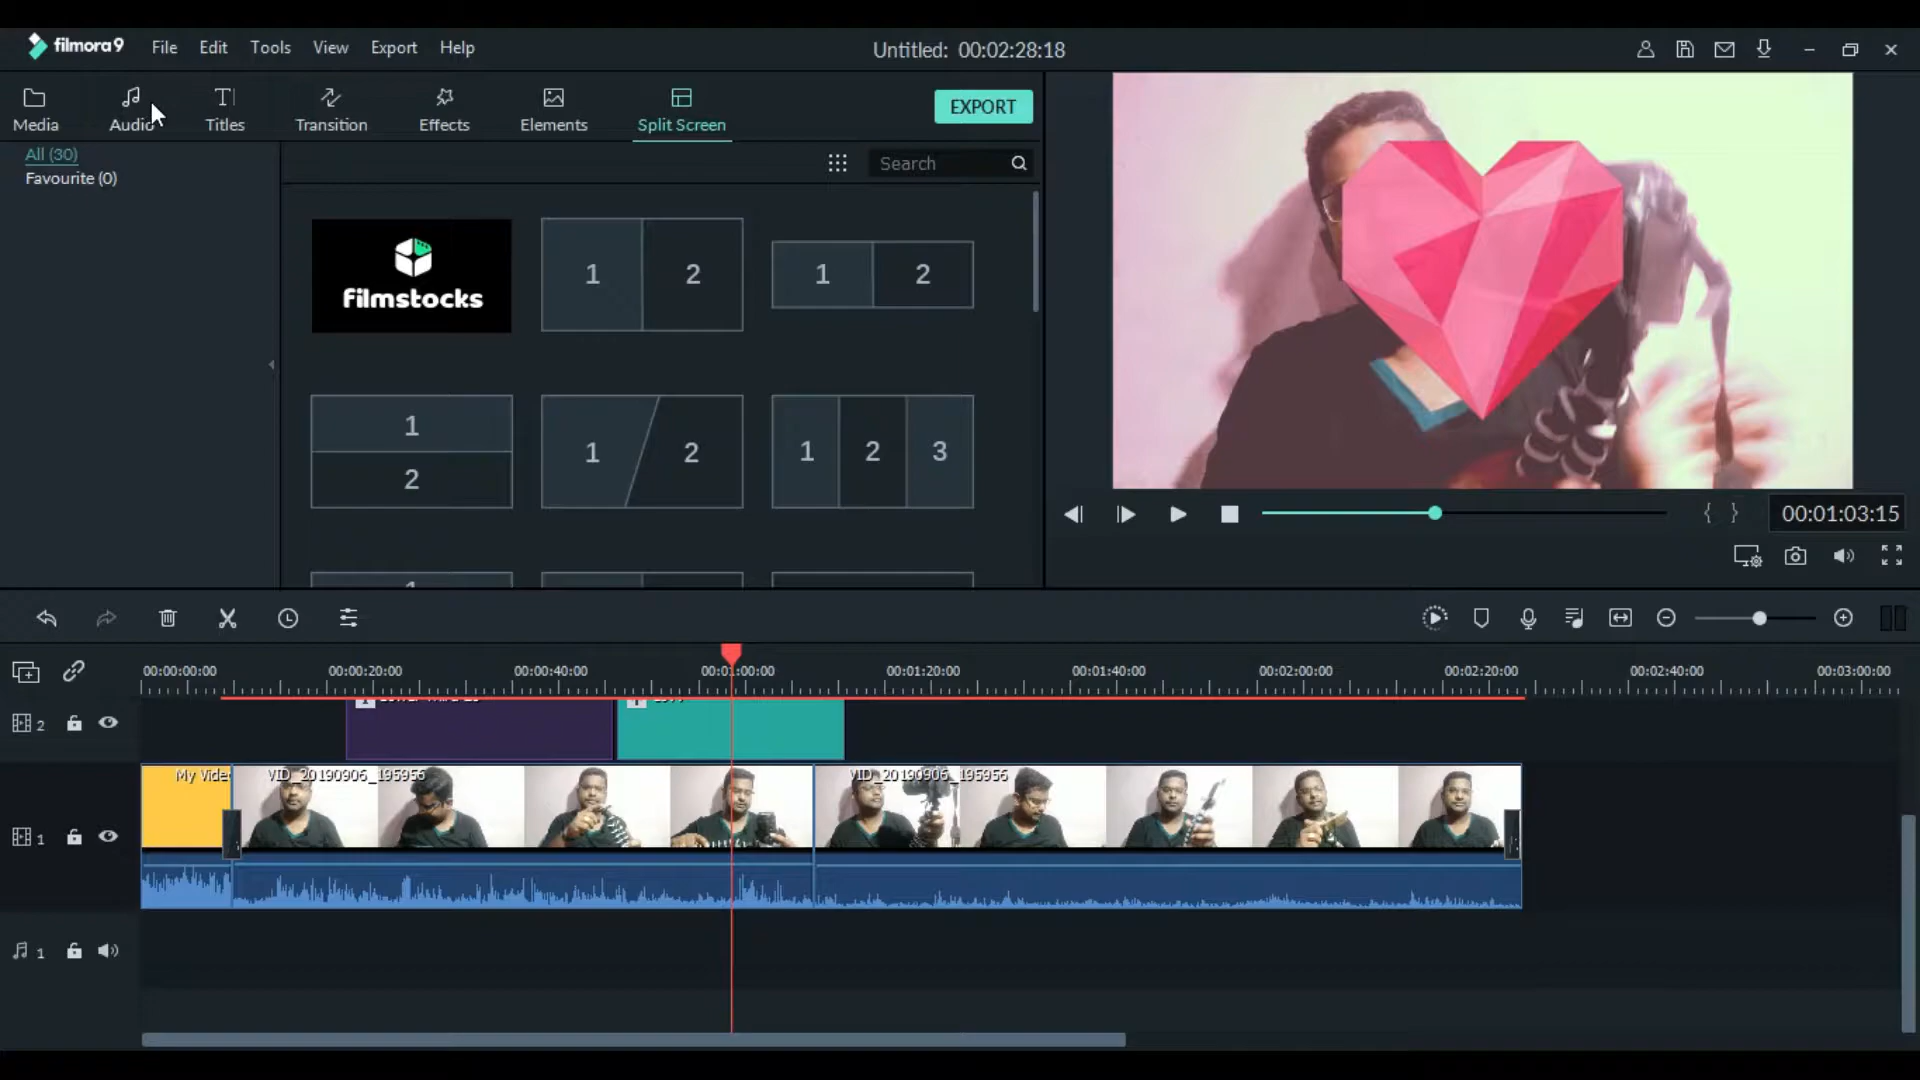 filmora9 File Edit Tools View Export Help
Untitled: 00:02:28:18
Media Audio Titles Transition Effects Elements Split Screen
EXPORT
All (30)
Favourite (0)
Search
filmstocks
1 2
1 2
1
2
1 2
1 2 3
{ } 00:01:03:15
00:00:00:00 00:00:20:00 00:00:40:00 00:01:00:00 00:01:20:00 00:01:40:00 00:02:00:00 00:02:20:00 00:02:40:00 00:03:00:00
2
My Vide VID_20190906_195956 VID_20190906_195956
1
1